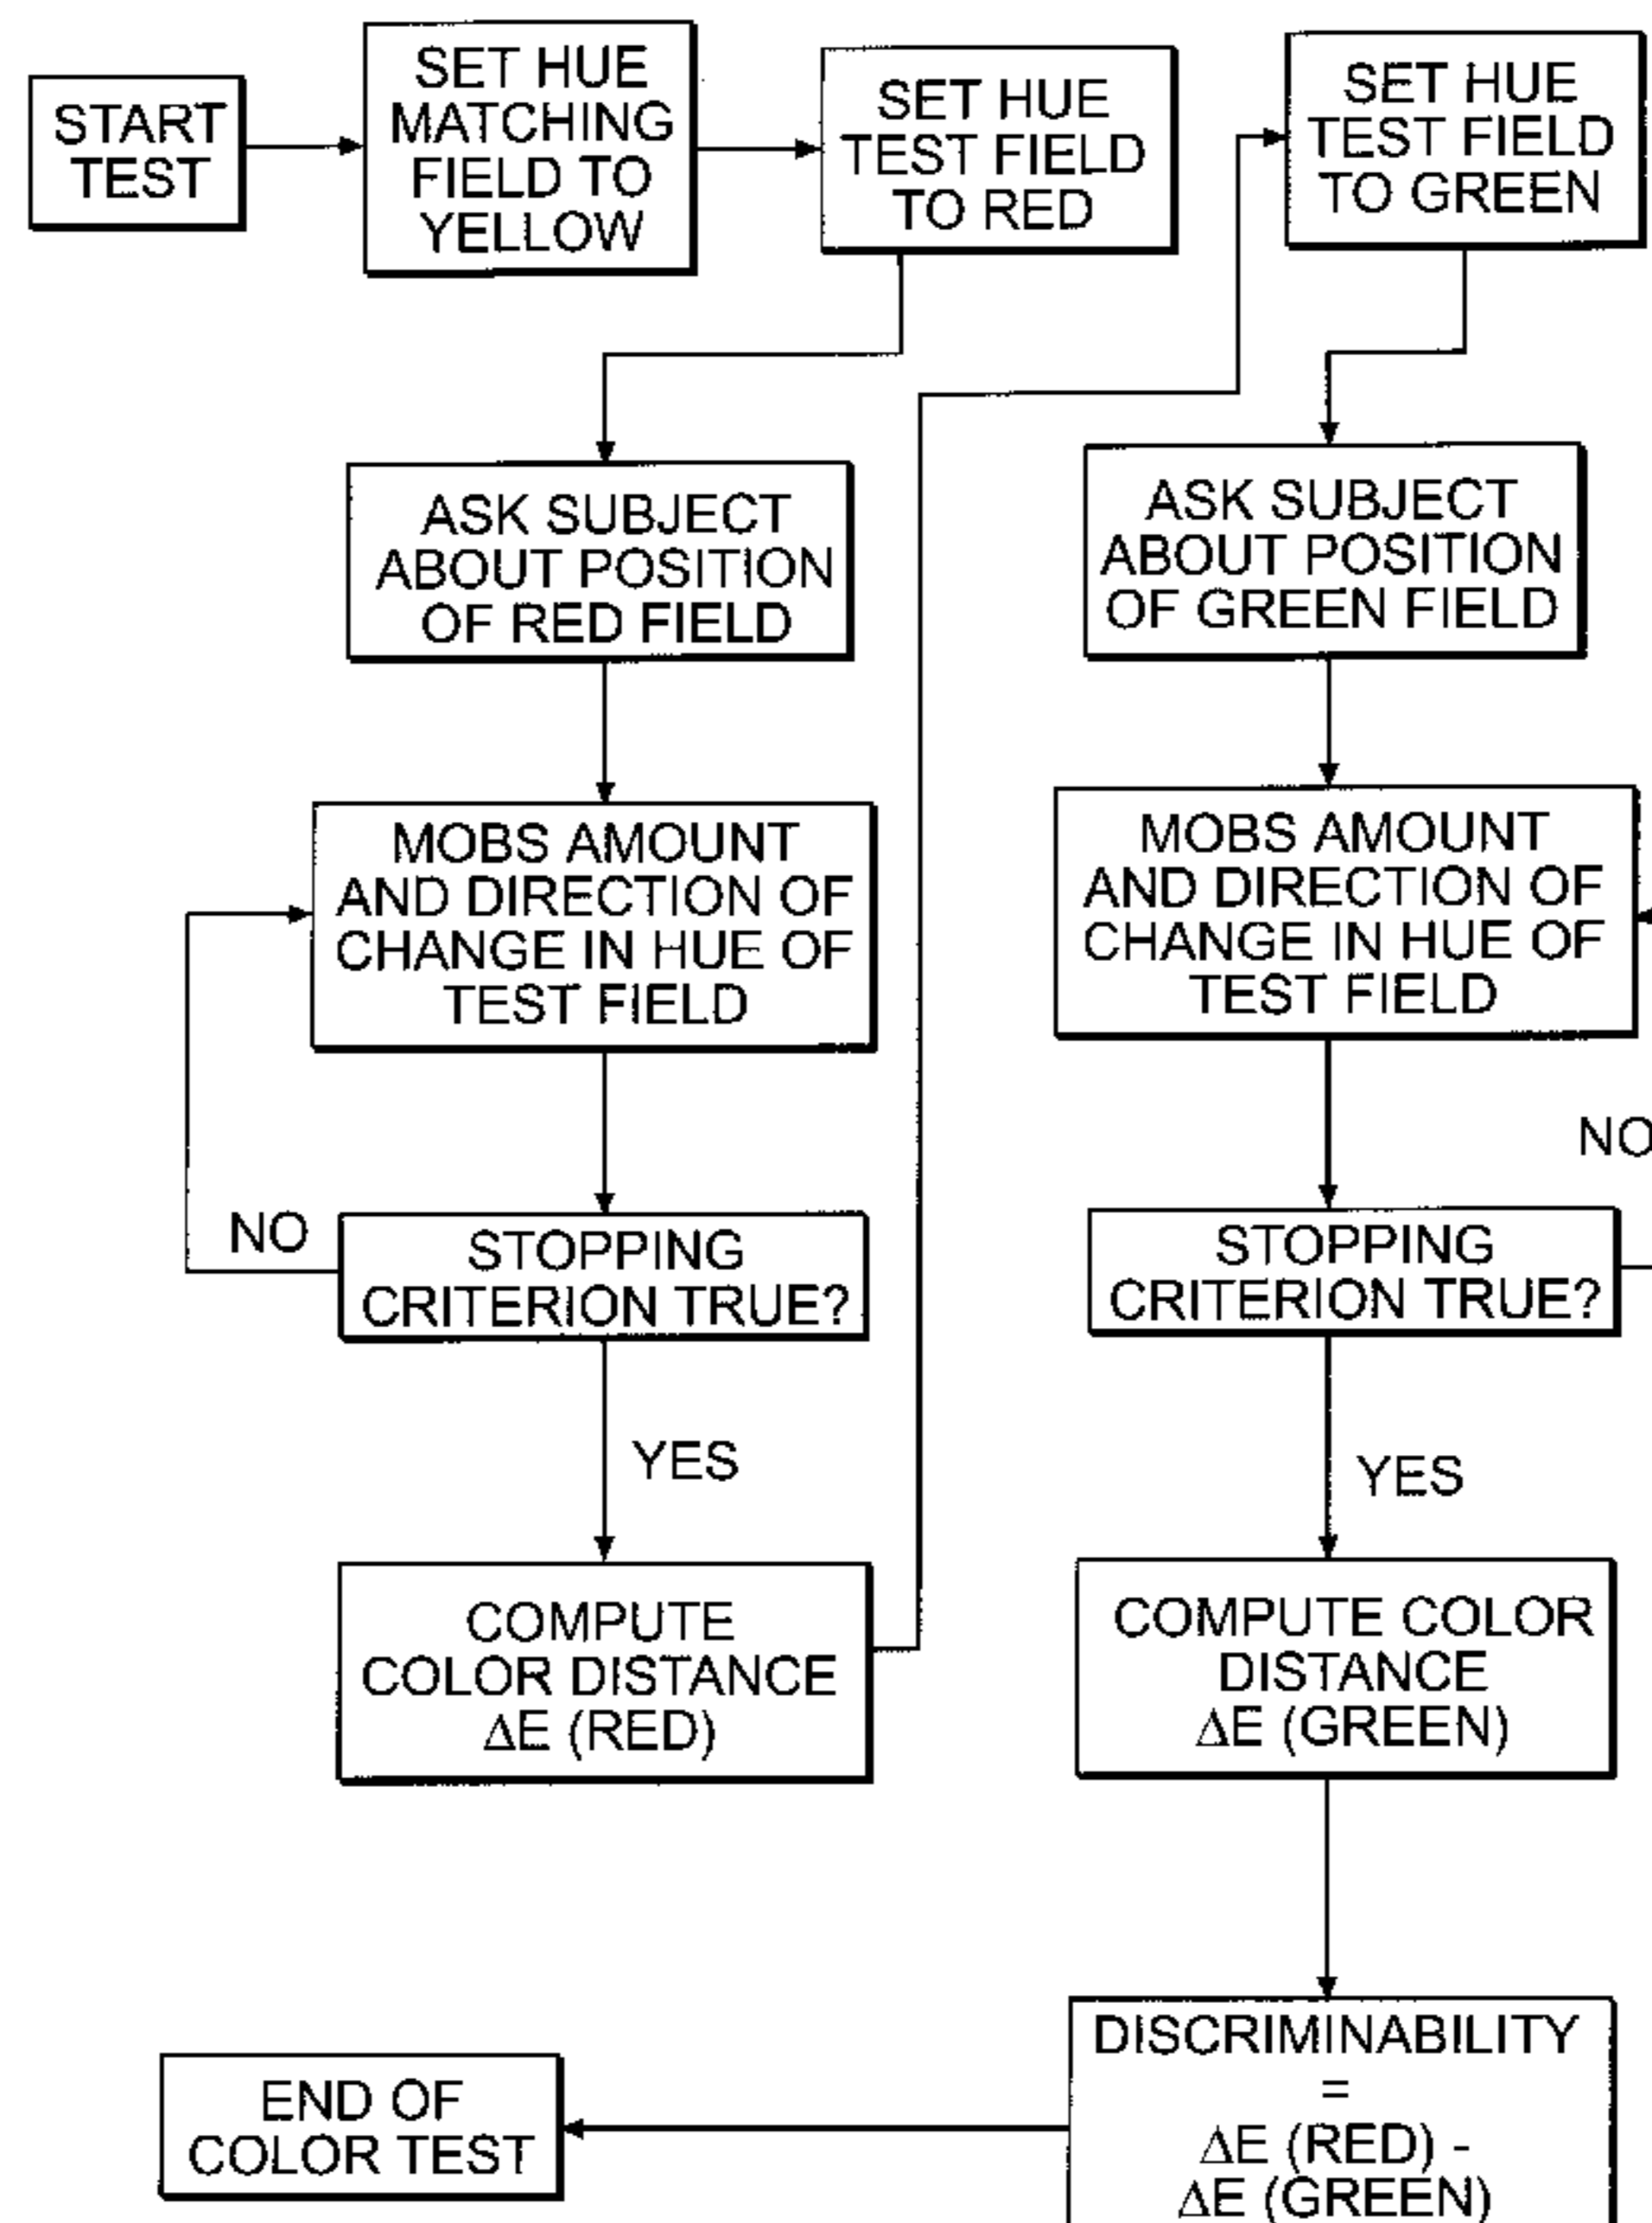 START
TEST
SET HUE
MATCHING
FIELD TO
YELLOW
SET HUE
TEST FIELD
TO RED
SET HUE
TEST FIELD
TO GREEN
ASK SUBJECT
ABOUT POSITION
OF RED FIELD
ASK SUBJECT
ABOUT POSITION
OF GREEN FIELD
MOBS AMOUNT
AND DIRECTION OF
CHANGE IN HUE OF
TEST FIELD
MOBS AMOUNT
AND DIRECTION OF
CHANGE IN HUE OF
TEST FIELD
NO
STOPPING
CRITERION TRUE?
NO
STOPPING
CRITERION TRUE?
YES
YES
COMPUTE
COLOR DISTANCE
ΔE (RED)
COMPUTE COLOR
DISTANCE
ΔE (GREEN)
DISCRIMINABILITY
=
ΔE (RED) -
ΔE (GREEN)
END OF
COLOR TEST